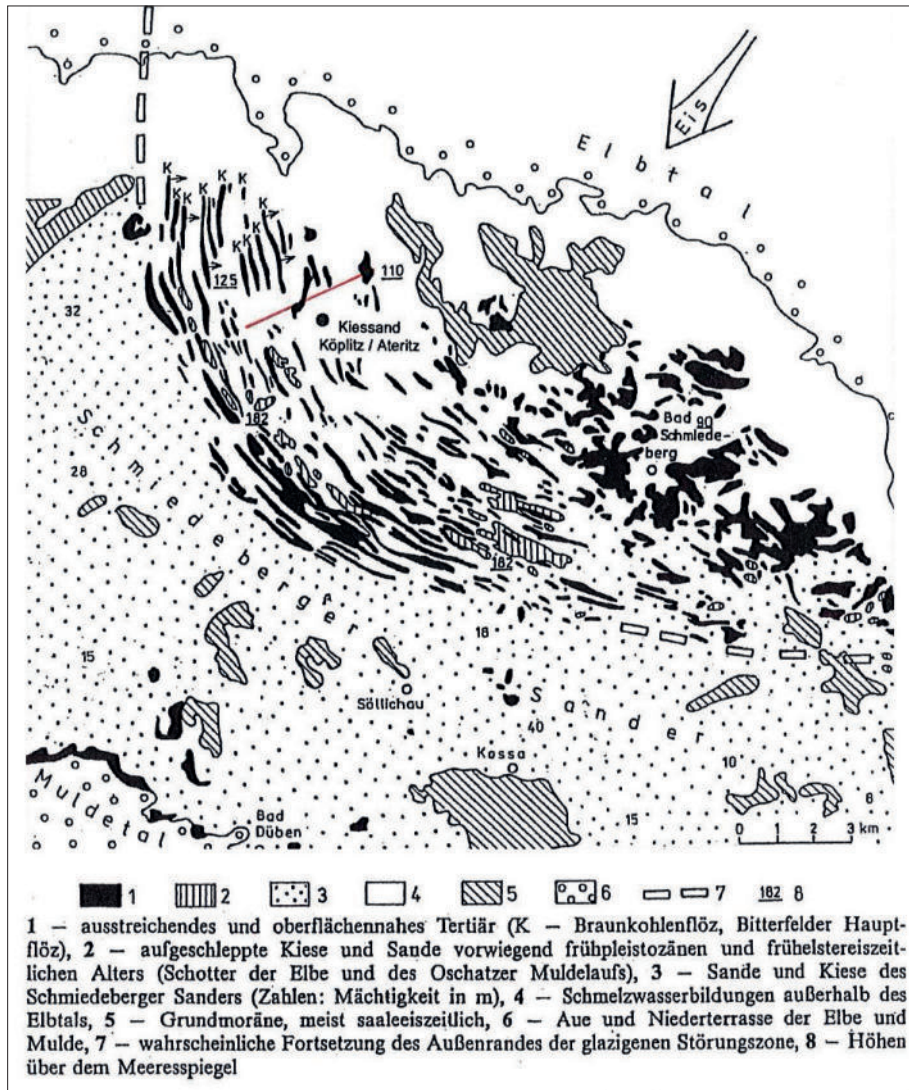 Eis
Elbtal
K K K K K
K K K K K
125
110
32
Kiessand
Köplitz / Ateritz
Schmiedeberger
182
Bad 80
Schmiede-
berg
28
182
18
15
Söllichau
Sander
40
Kossa
10
6
Muldetal
Bad
Düben
15
0 1 2 3 km
1 2 3 4 5 6 7 182 8
1 — ausstreichendes und oberflächennahes Tertiär (K — Braunkohlenflöz, Bitterfelder Haupt-
flöz), 2 — aufgeschleppte Kiese und Sande vorwiegend frühpleistozänen und frühelstereiszeit-
lichen Alters (Schotter der Elbe und des Oschatzer Muldelaufs), 3 — Sande und Kiese des
Schmiedeberger Sanders (Zahlen: Mächtigkeit in m), 4 — Schmelzwasserbildungen außerhalb des
Elbtals, 5 — Grundmoräne, meist saaleeiszeitlich, 6 — Aue und Niederterrasse der Elbe und
Mulde, 7 — wahrscheinliche Fortsetzung des Außenrandes der glazigenen Störungszone, 8 — Höhen
über dem Meeresspiegel